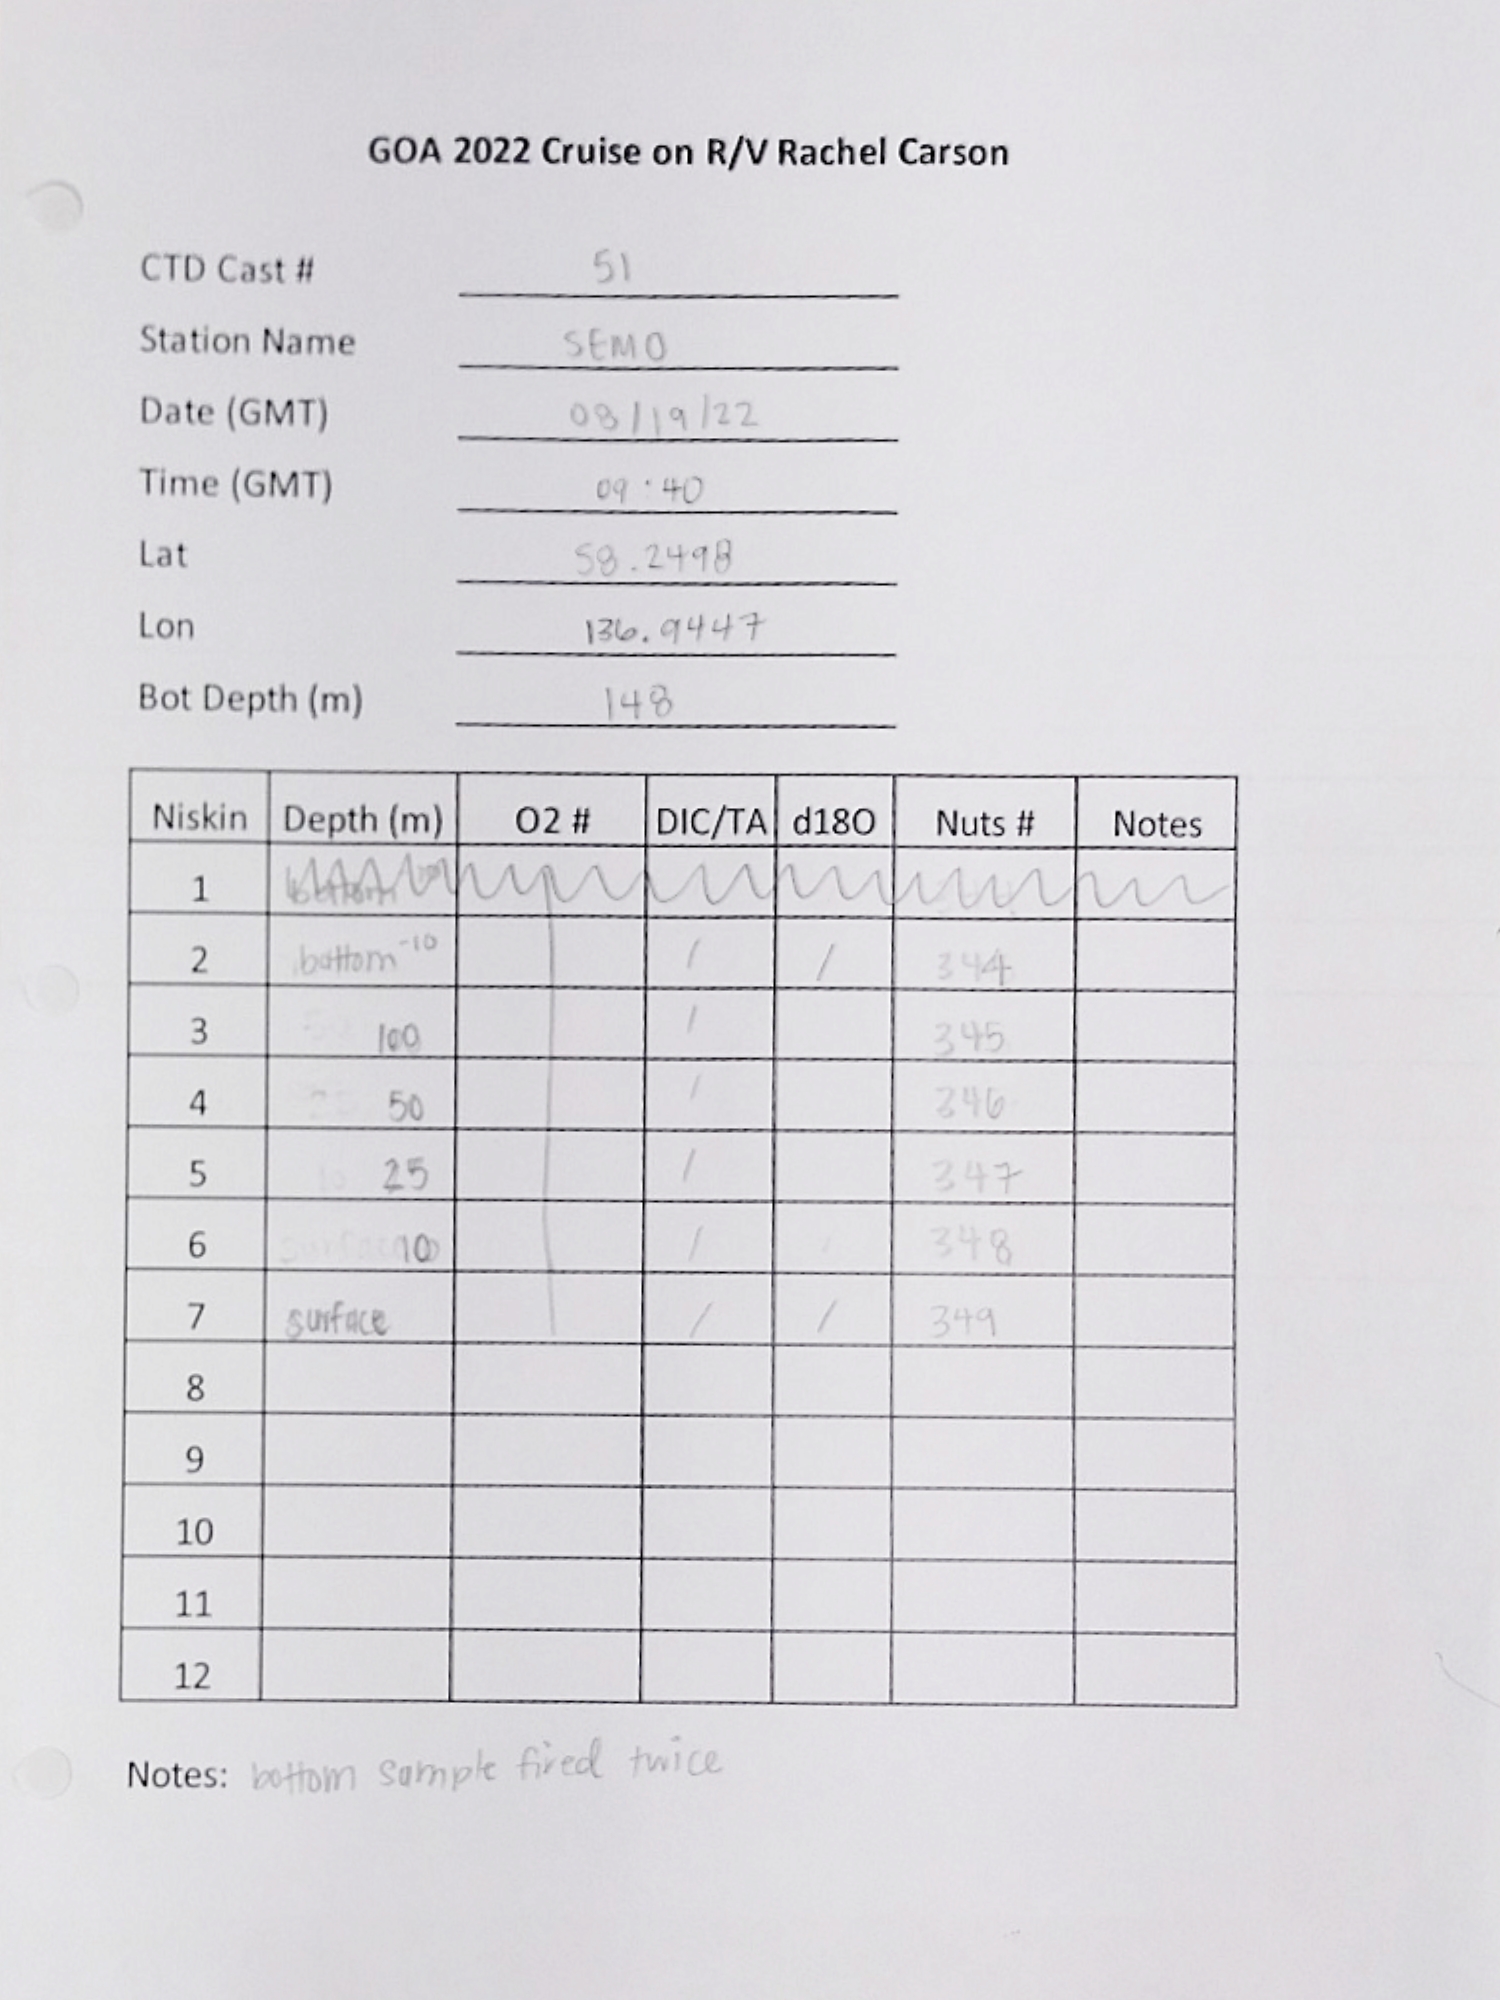 GOA 2022 Cruise on R/V Rachel Carson
CTD Cast # 51
Station Name SEMO
Date (GMT) 08/19/22
Time (GMT) 09:40
Lat 58.2498
Lon 136.9447
Bot Depth (m) 148
Niskin Depth (m) O2 # DIC/TA d18O Nuts # Notes
1 bottom
2 bottom -10 / / 344
3 100 / 345
4 50 / 346
5 25 / 347
6 10 / 348
7 surface / / 349
8
9
10
11
12
Notes: bottom sample fired twice